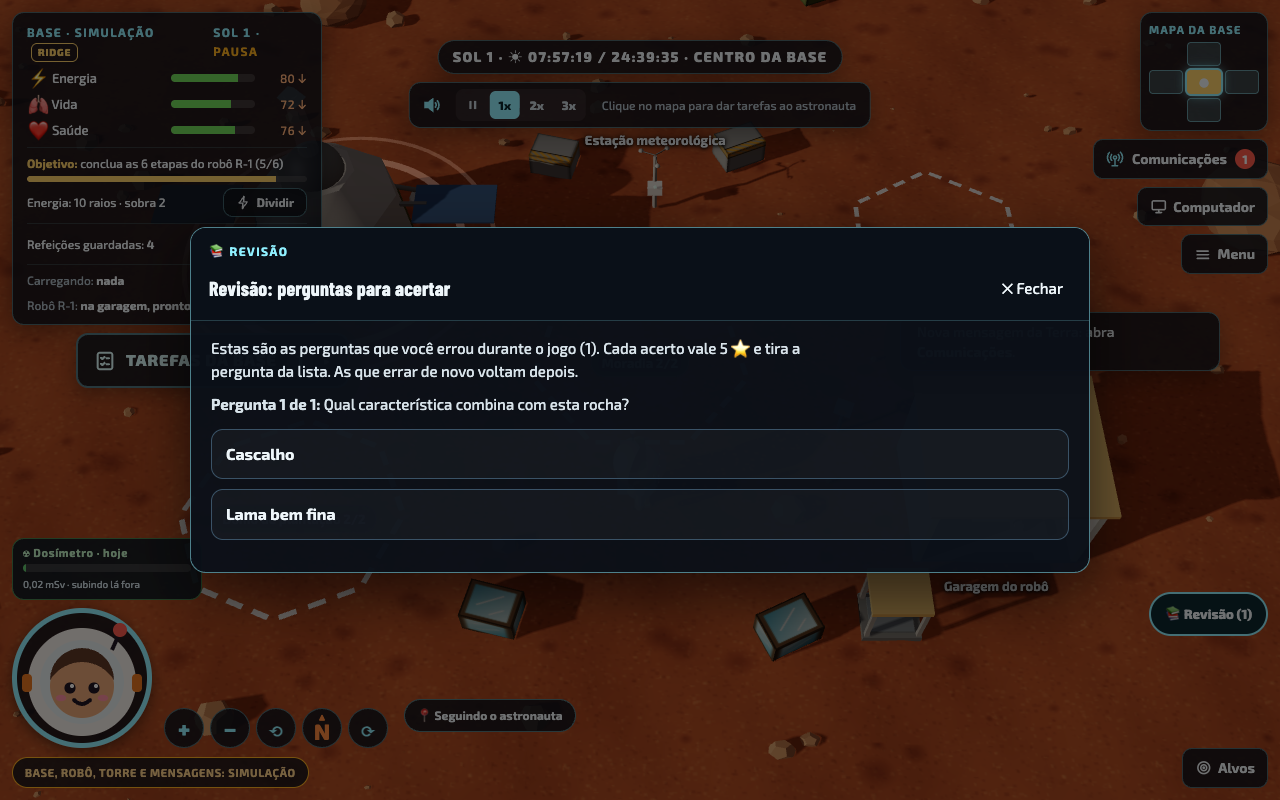 BASE · SIMULAÇÃO
SOL 1 ·
RIDGE
PAUSA
Energia 80 ↓
Vida 72 ↓
Saúde 76 ↓
Objetivo: conclua as 6 etapas do robô R-1 (5/6)
Energia: 10 raios · sobra 2
Dividir
Refeições guardadas: 4
Carregando: nada
Robô R-1: na garagem, pronto
TAREFAS
SOL 1 · ☀ 07:57:19 / 24:39:35 · CENTRO DA BASE
1x 2x 3x Clique no mapa para dar tarefas ao astronauta
Estação meteorológica
MAPA DA BASE
Comunicações 1
Computador
Menu
REVISÃO
Revisão: perguntas para acertar
Fechar
Estas são as perguntas que você errou durante o jogo (1). Cada acerto vale 5 ⭐ e tira a
pergunta da lista. As que errar de novo voltam depois.
Pergunta 1 de 1: Qual característica combina com esta rocha?
Cascalho
Lama bem fina
Dosímetro · hoje
0,02 mSv · subindo lá fora
Garagem do robô
Revisão (1)
N
Seguindo o astronauta
BASE, ROBÔ, TORRE E MENSAGENS: SIMULAÇÃO
Alvos